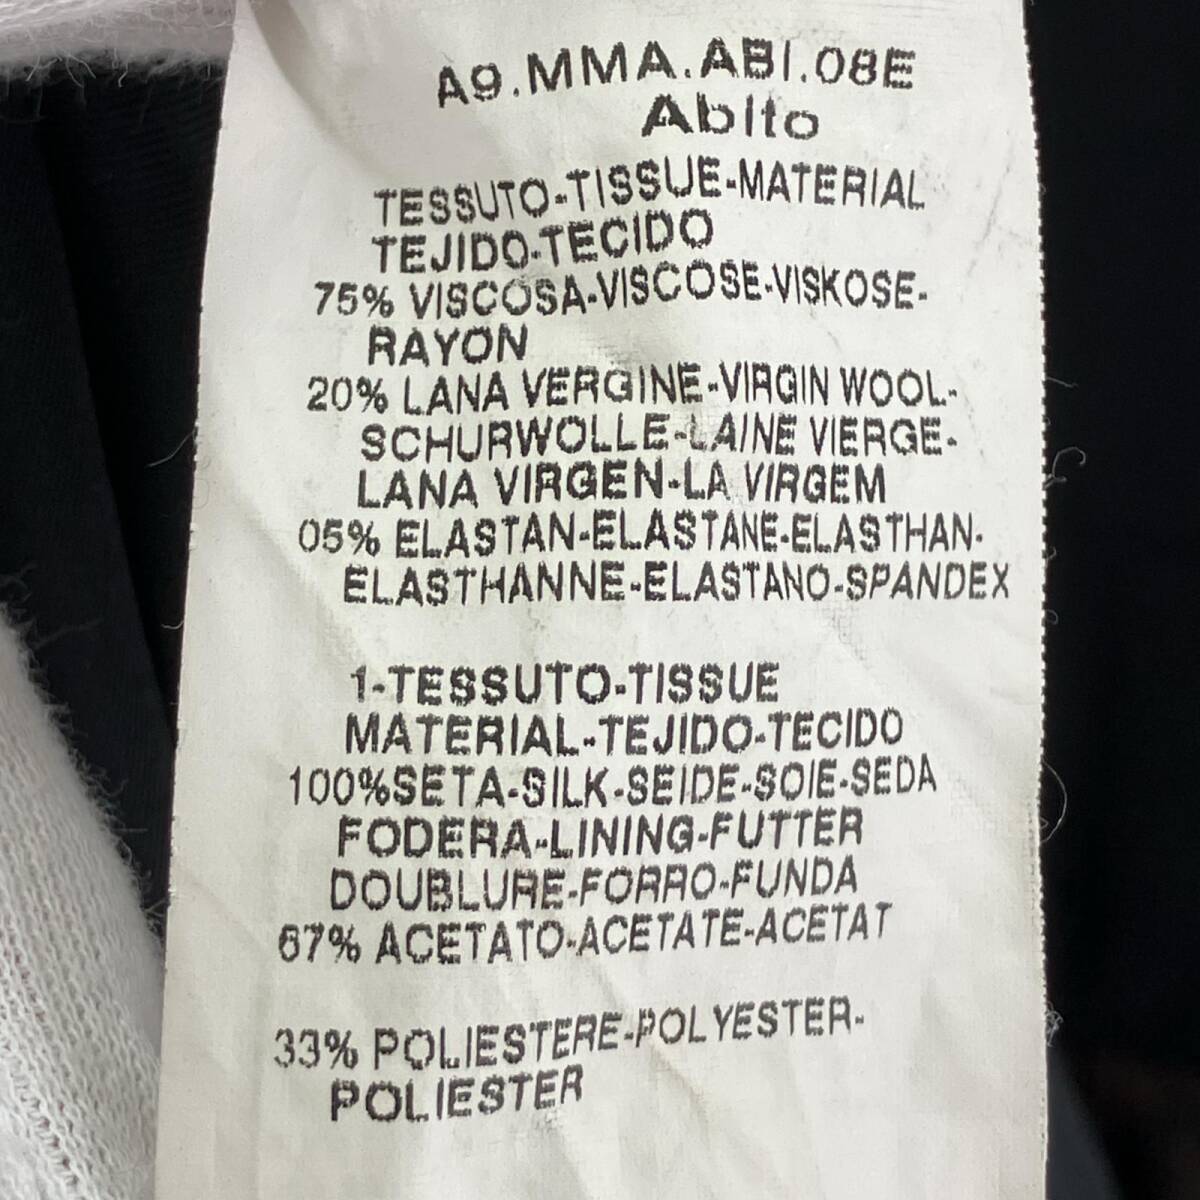 A9.MMA.ABI.08E
Abito
TESSUTO-TISSUE-MATERIAL
TEJIDO-TECIDO
75% VISCOSA-VISCOSE-VISKOSE-
RAYON
20% LANA VERGINE-VIRGIN WOOL-
SCHURWOLLE-LAINE VIERGE-
LANA VIRGEN-LA VIRGEM
05% ELASTAN-ELASTANE-ELASTHAN-
ELASTHANNE-ELASTANO-SPANDEX
1-TESSUTO-TISSUE
MATERIAL-TEJIDO-TECIDO
100%SETA-SILK-SEIDE-SOIE-SEDA
FODERA-LINING-FUTTER
DOUBLURE-FORRO-FUNDA
67% ACETATO-ACETATE-ACETAT
33% POLIESTERE-POLYESTER-
POLIESTER